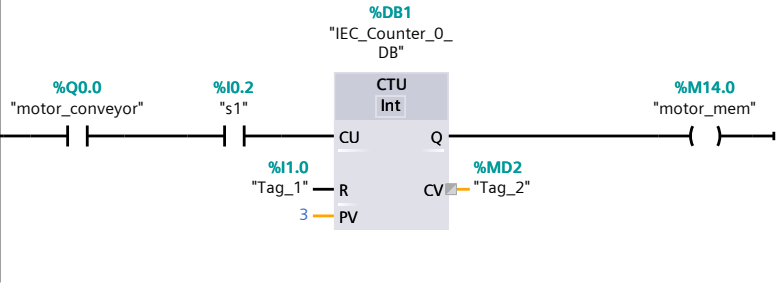 %DB1
"IEC_Counter_0_
DB"
%Q0.0
"motor_conveyor"
%I0.2
"s1"
CTU
Int
%M14.0
"motor_mem"
CU
Q
%I1.0
"Tag_1"
R
%MD2
CV
"Tag_2"
3
PV